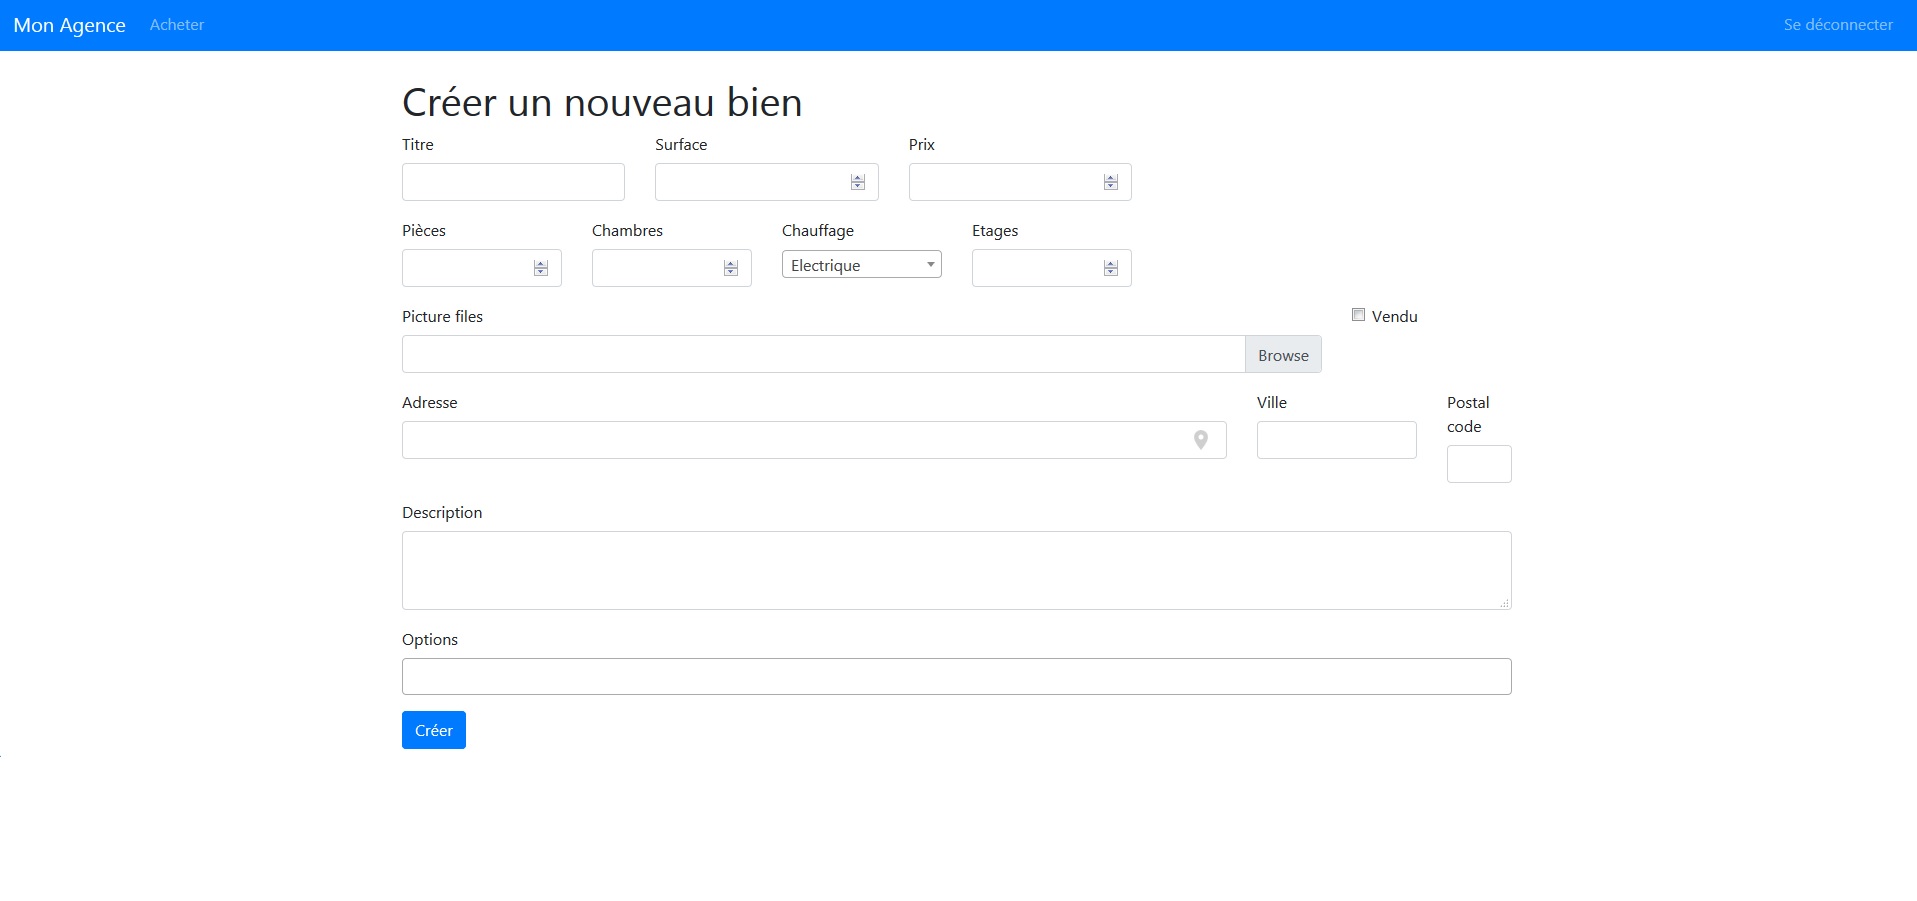 Mon Agence Acheter Se déconnecter
Créer un nouveau bien
Titre Surface Prix
Pièces Chambres Chauffage Etages
Electrique
Picture files Vendu
Browse
Adresse Ville Postal
code
Description
Options
Créer